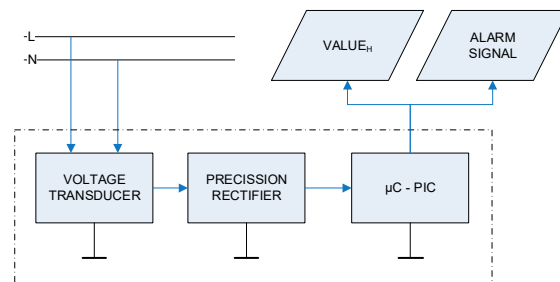 -L
-N
VALUEH
ALARM
SIGNAL
VOLTAGE
TRANSDUCER
PRECISSION
RECTIFIER
µC - PIC